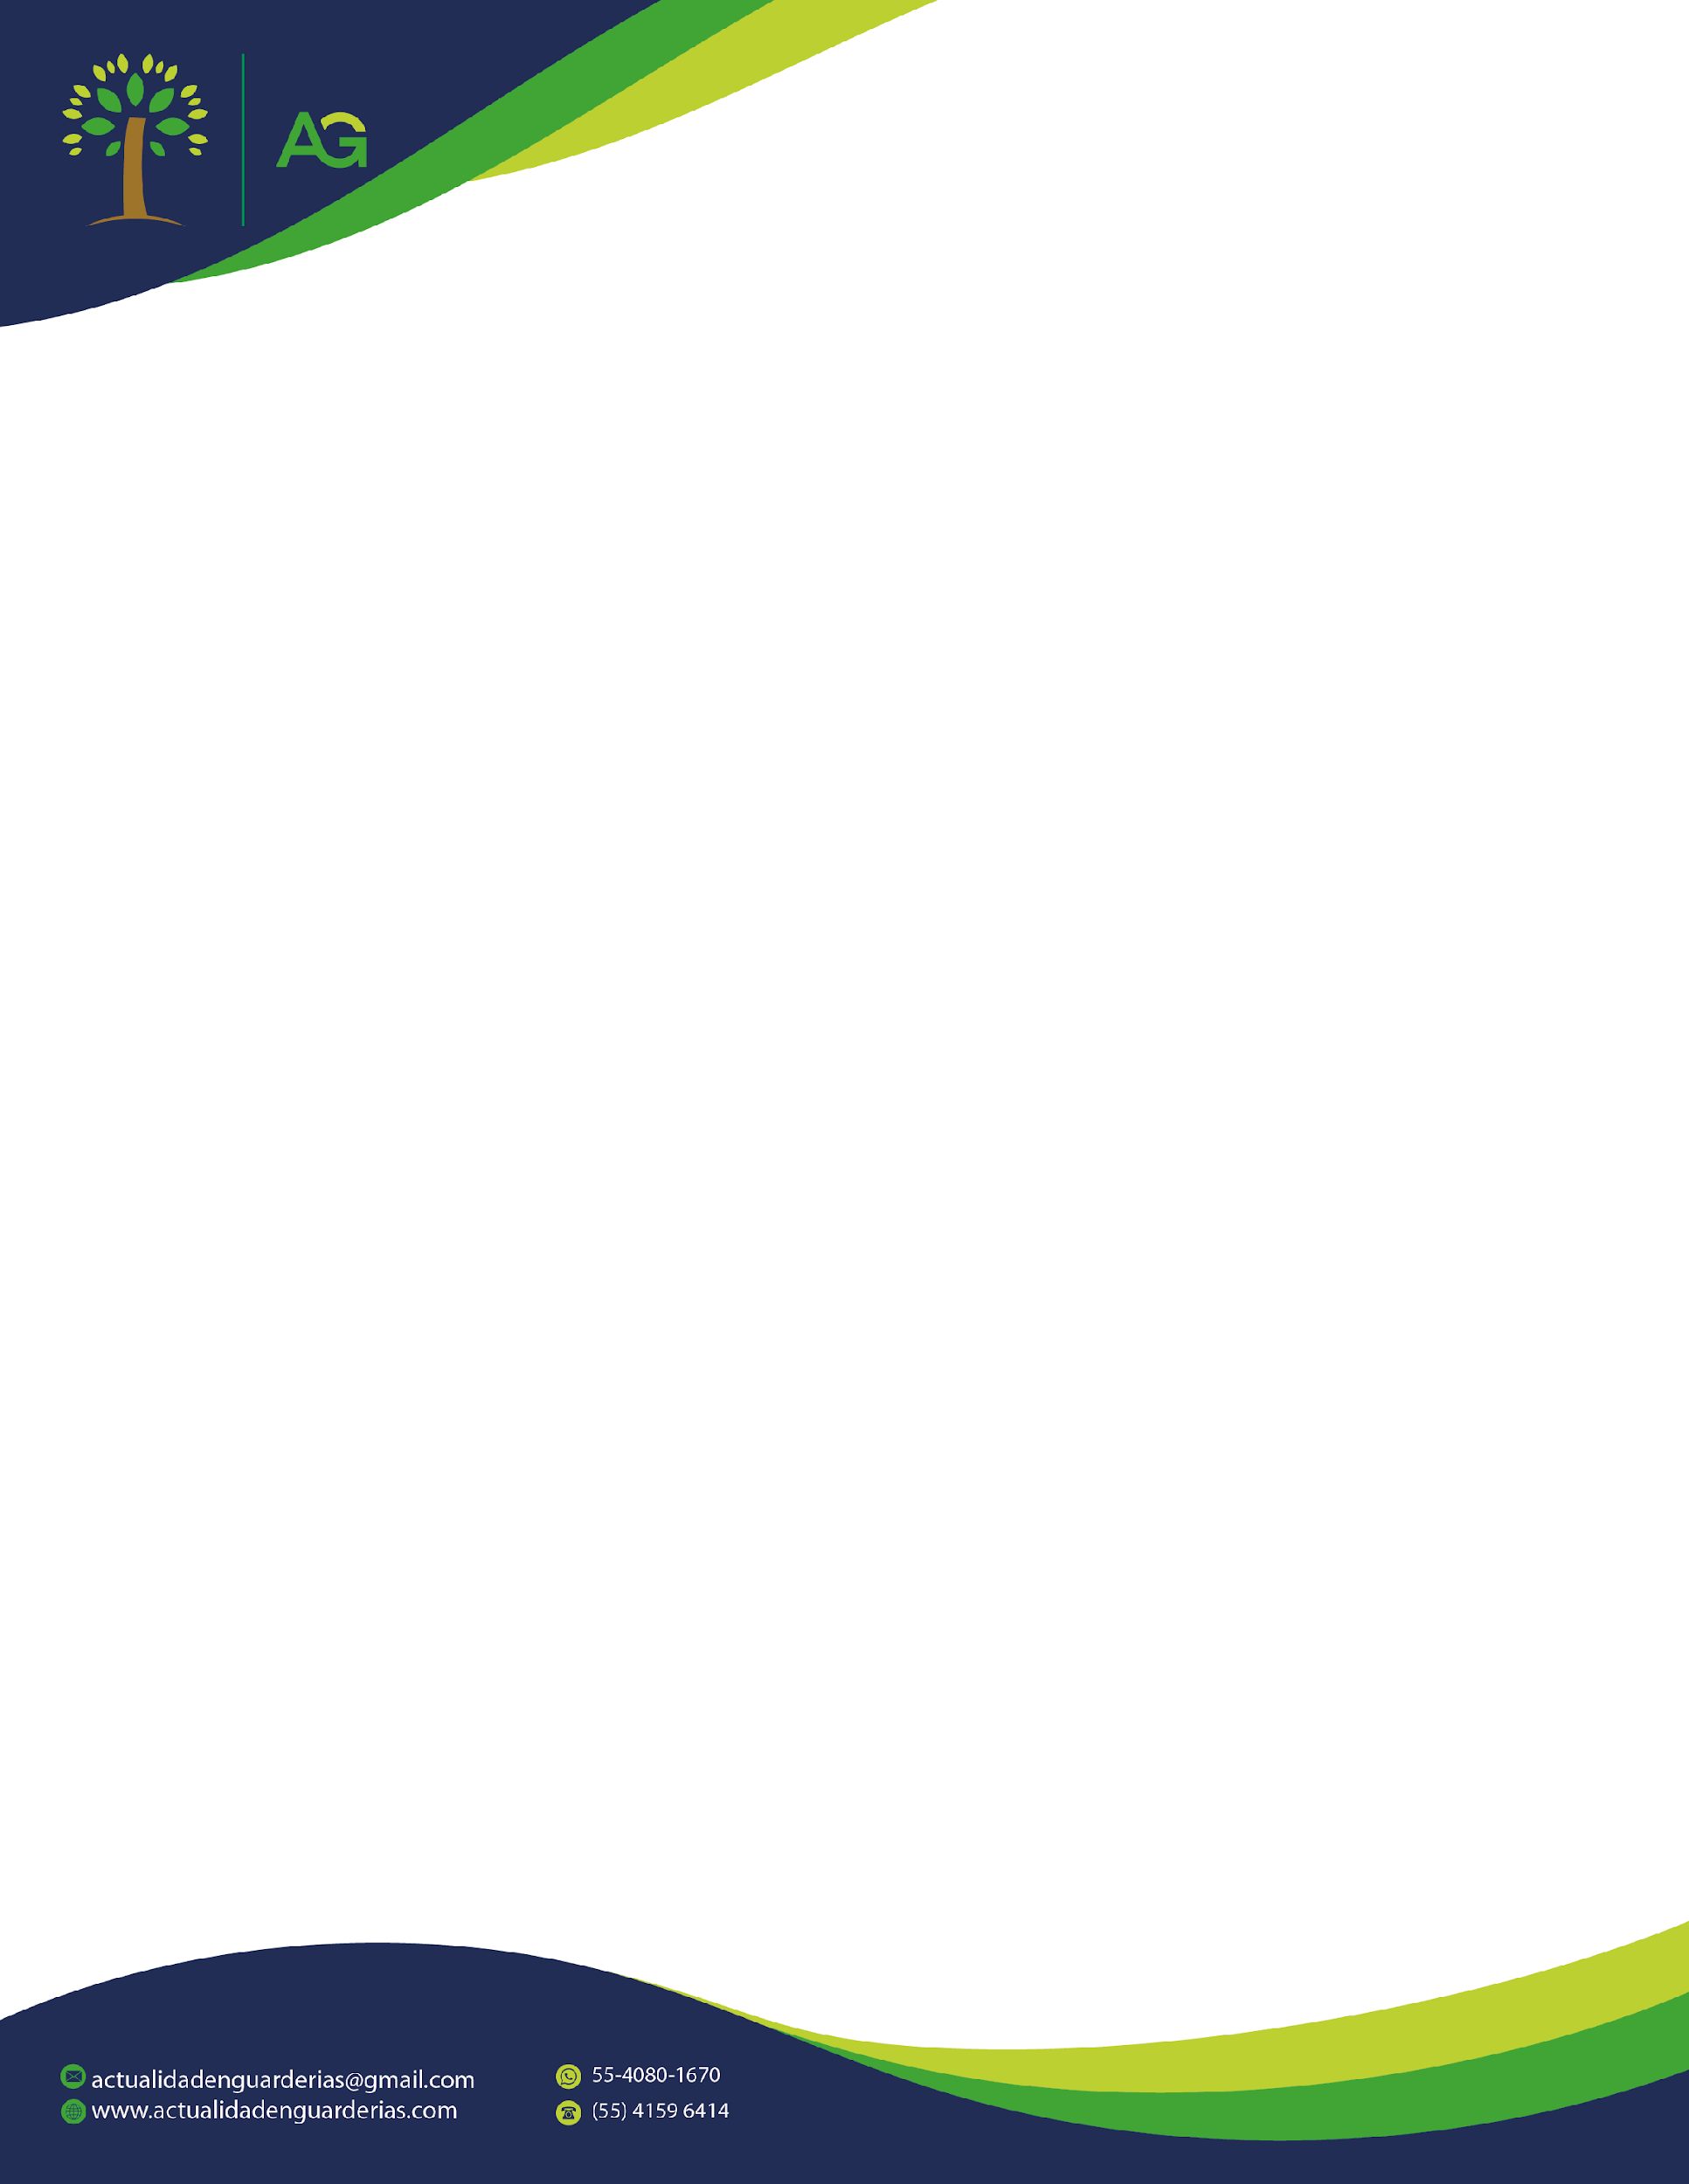 AG
actualidadenguarderias@gmail.com
www.actualidadenguarderias.com
55-4080-1670
(55) 4159 6414